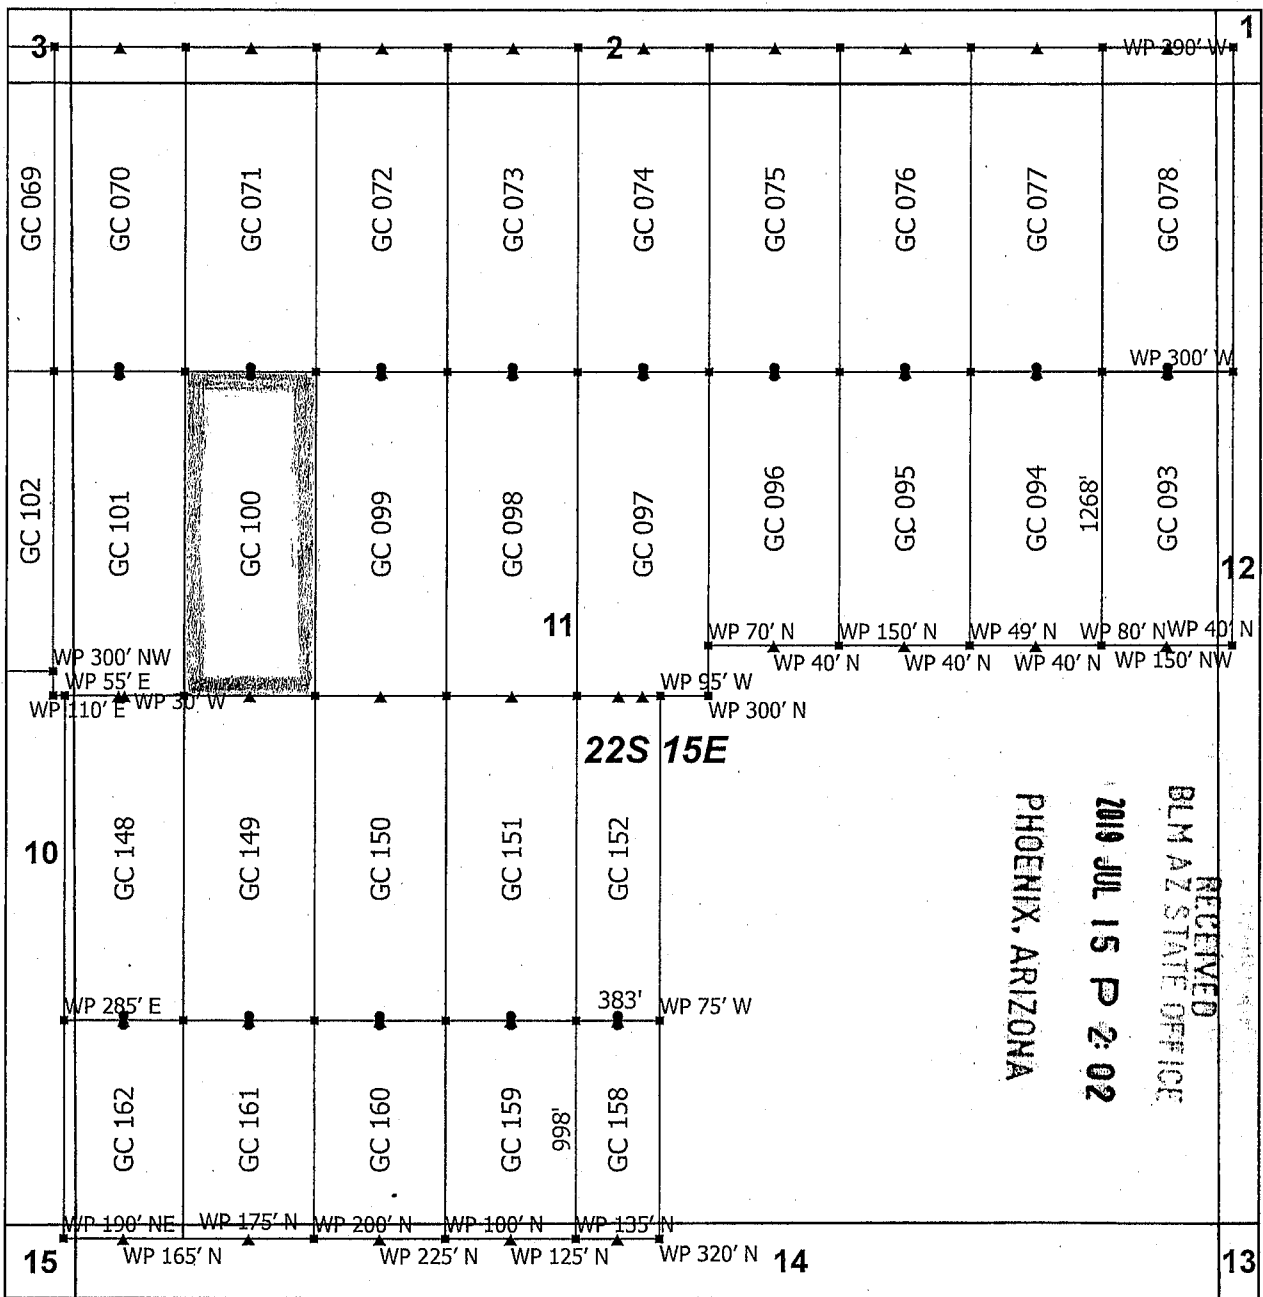 3
2
1
WP 290' W
GC 069
GC 070
GC 071
GC 072
GC 073
GC 074
GC 075
GC 076
GC 077
GC 078
WP 300' W
GC 102
GC 101
GC 100
GC 099
GC 098
GC 097
GC 096
GC 095
GC 094
1268'
GC 093
12
11
WP 70' N
WP 150' N
WP 49' N
WP 80' N
WP 40' N
WP 40' N
WP 40' N
WP 40' N
WP 150' NW
WP 300' NW
WP 55' E
WP 95' W
WP 110' E
WP 30' W
WP 300' N
22S 15E
10
GC 148
GC 149
GC 150
GC 151
GC 152
RECEIVED
BLM AZ STATE OFFICE
2019 JUL 15 P 2: 02
PHOENIX, ARIZONA
WP 285' E
383'
WP 75' W
GC 162
GC 161
GC 160
GC 159
998'
GC 158
WP 190' NE
WP 175' N
WP 200' N
WP 100' N
WP 135' N
WP 165' N
WP 225' N
WP 125' N
WP 320' N
15
14
13